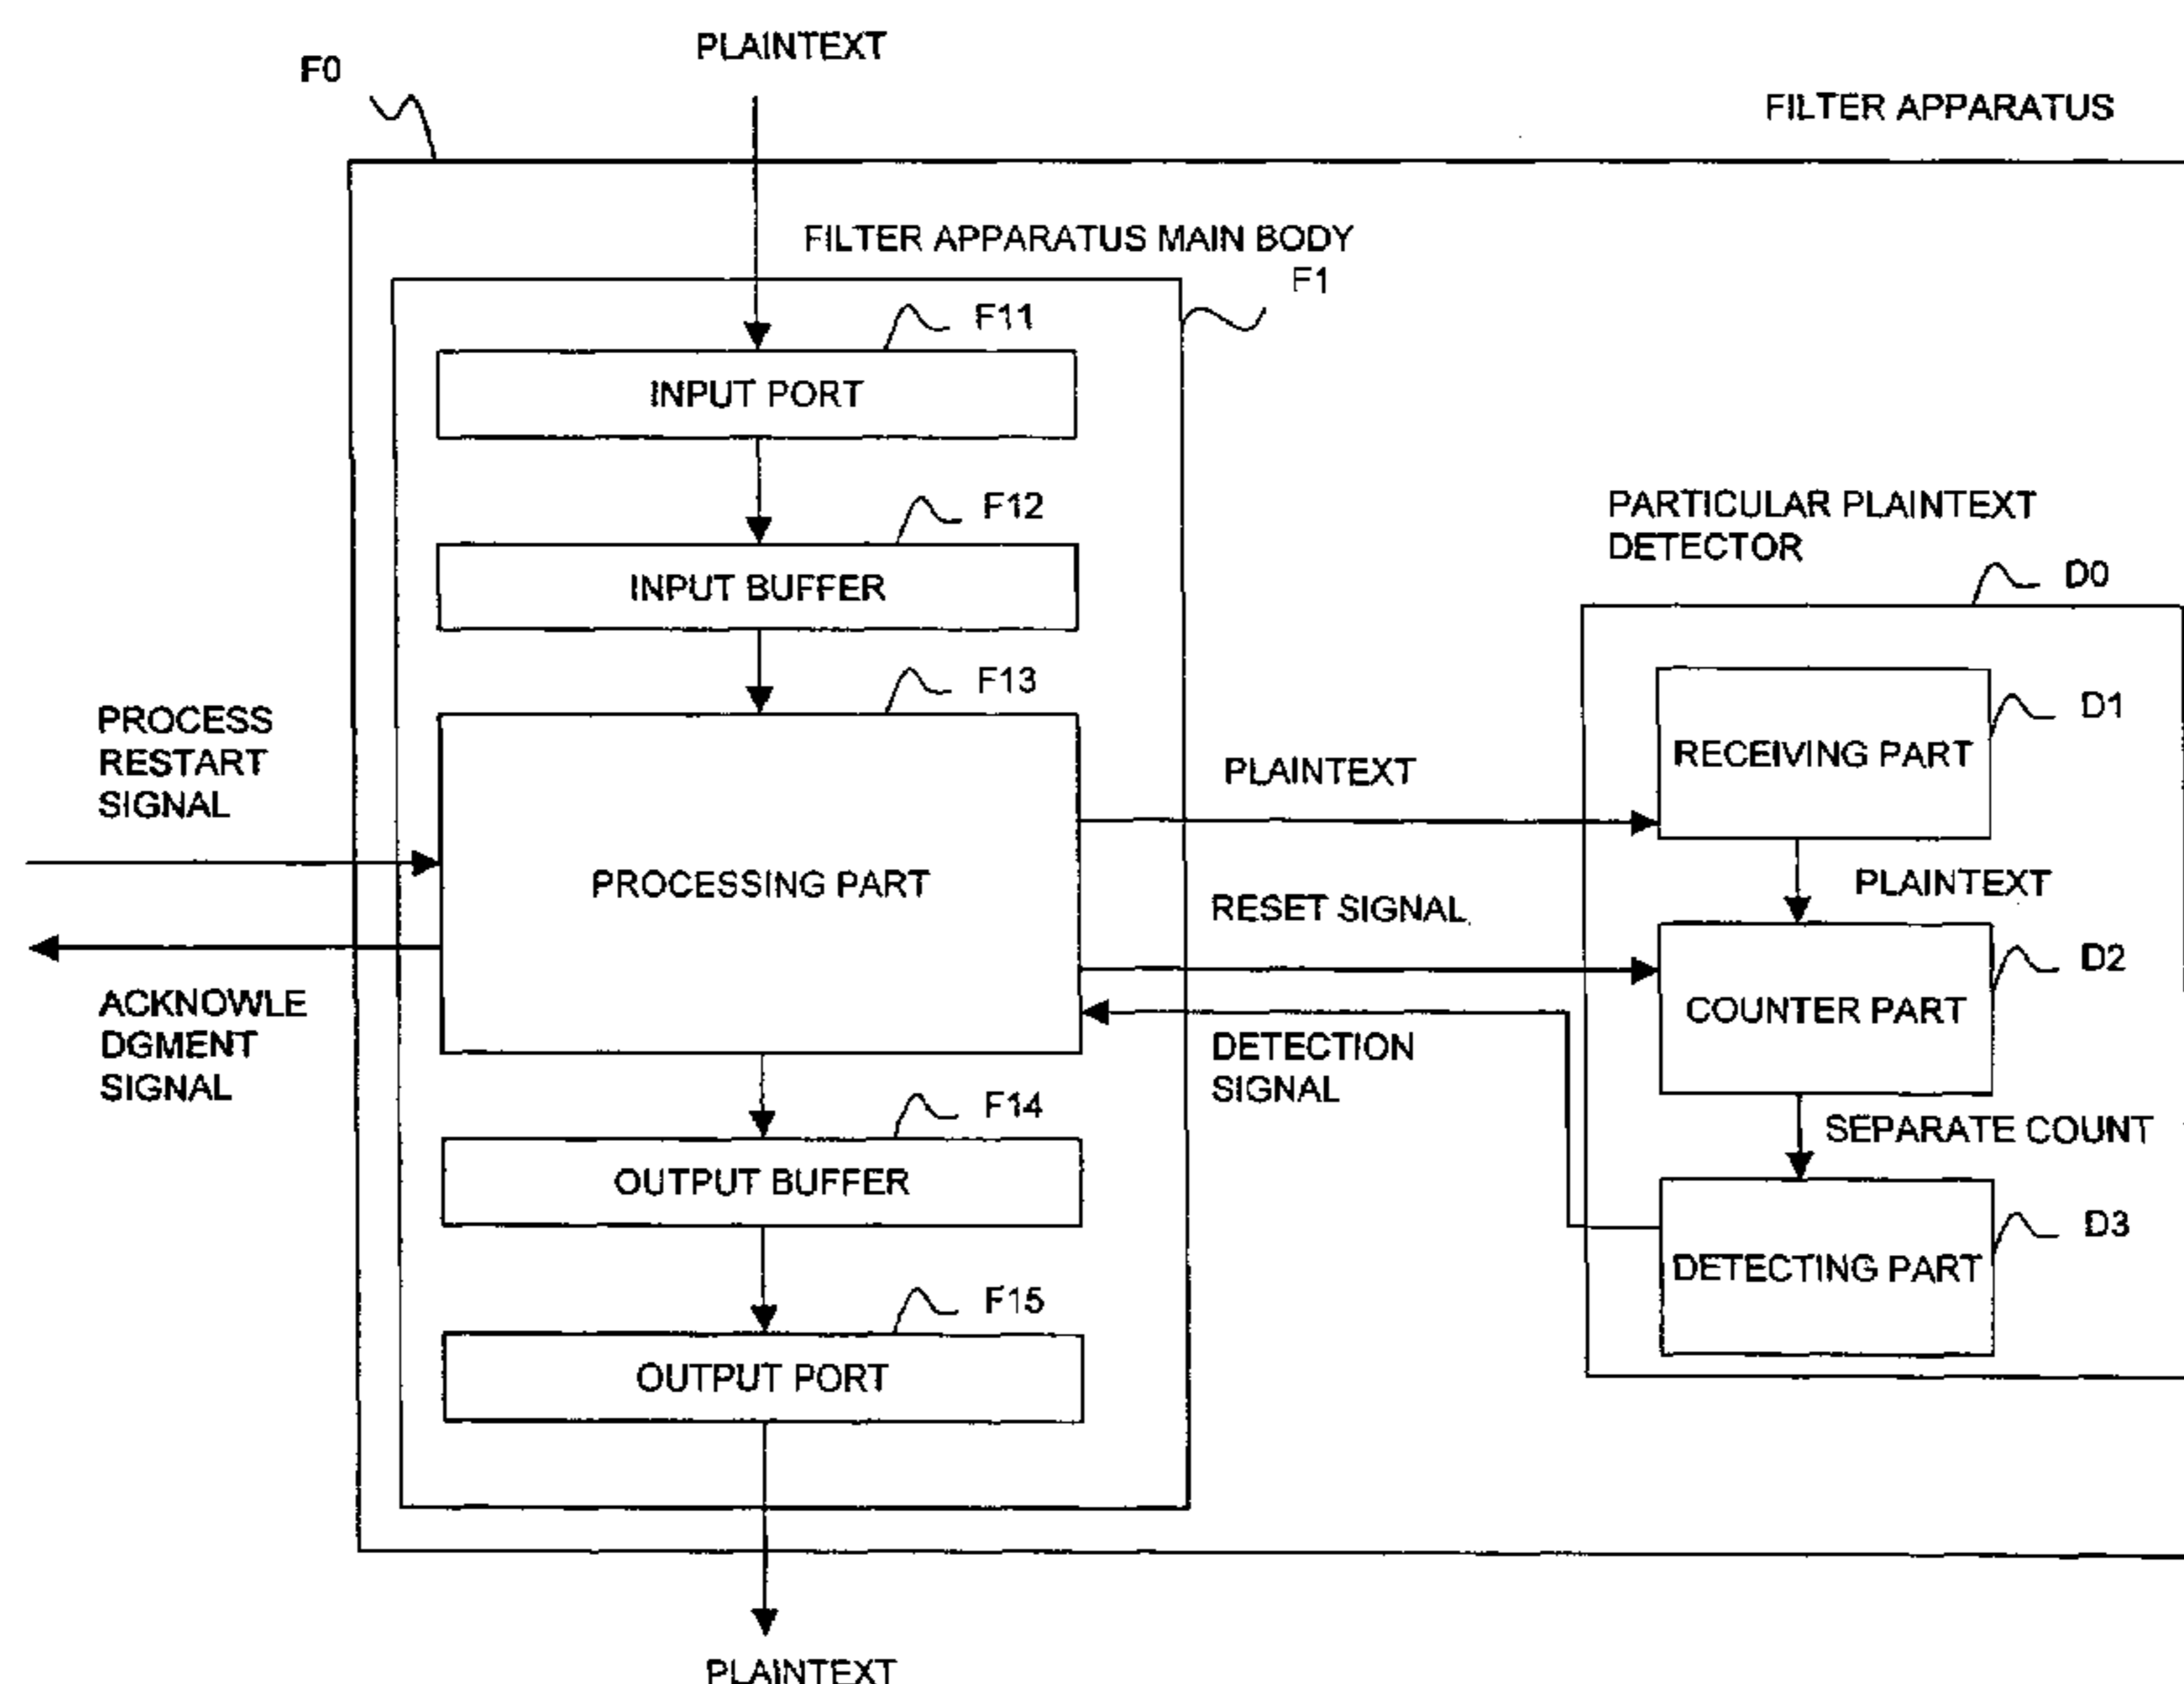 PLAINTEXT
F0
FILTER APPARATUS
FILTER APPARATUS MAIN BODY
F1
F11
INPUT PORT
F12
INPUT BUFFER
F13
PROCESS
RESTART
SIGNAL
PROCESSING PART
ACKNOWLE
DGMENT
SIGNAL
PLAINTEXT
RESET SIGNAL
DETECTION
SIGNAL
F14
OUTPUT BUFFER
F15
OUTPUT PORT
PLAINTEXT
PARTICULAR PLAINTEXT
DETECTOR
D0
D1
RECEIVING PART
PLAINTEXT
D2
COUNTER PART
SEPARATE COUNT
D3
DETECTING PART